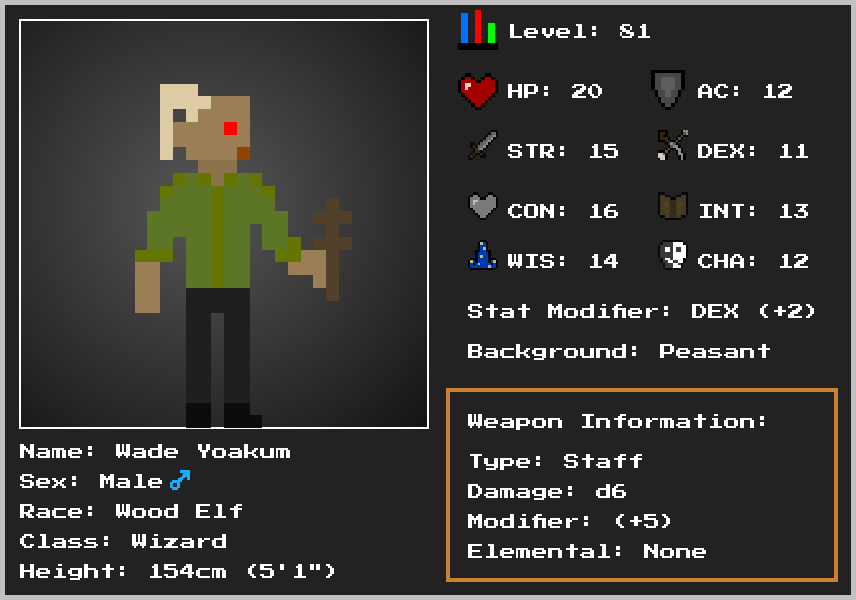 Level: 81
HP: 20 AC: 12
STR: 15 DEX: 11
CON: 16 INT: 13
WIS: 14 CHA: 12
Stat Modifier: DEX (+2)
Background: Peasant
Weapon Information:
Type: Staff
Damage: d6
Modifier: (+5)
Elemental: None
Name: Wade Yoakum
Sex: Male ♂
Race: Wood Elf
Class: Wizard
Height: 154cm (5'1")